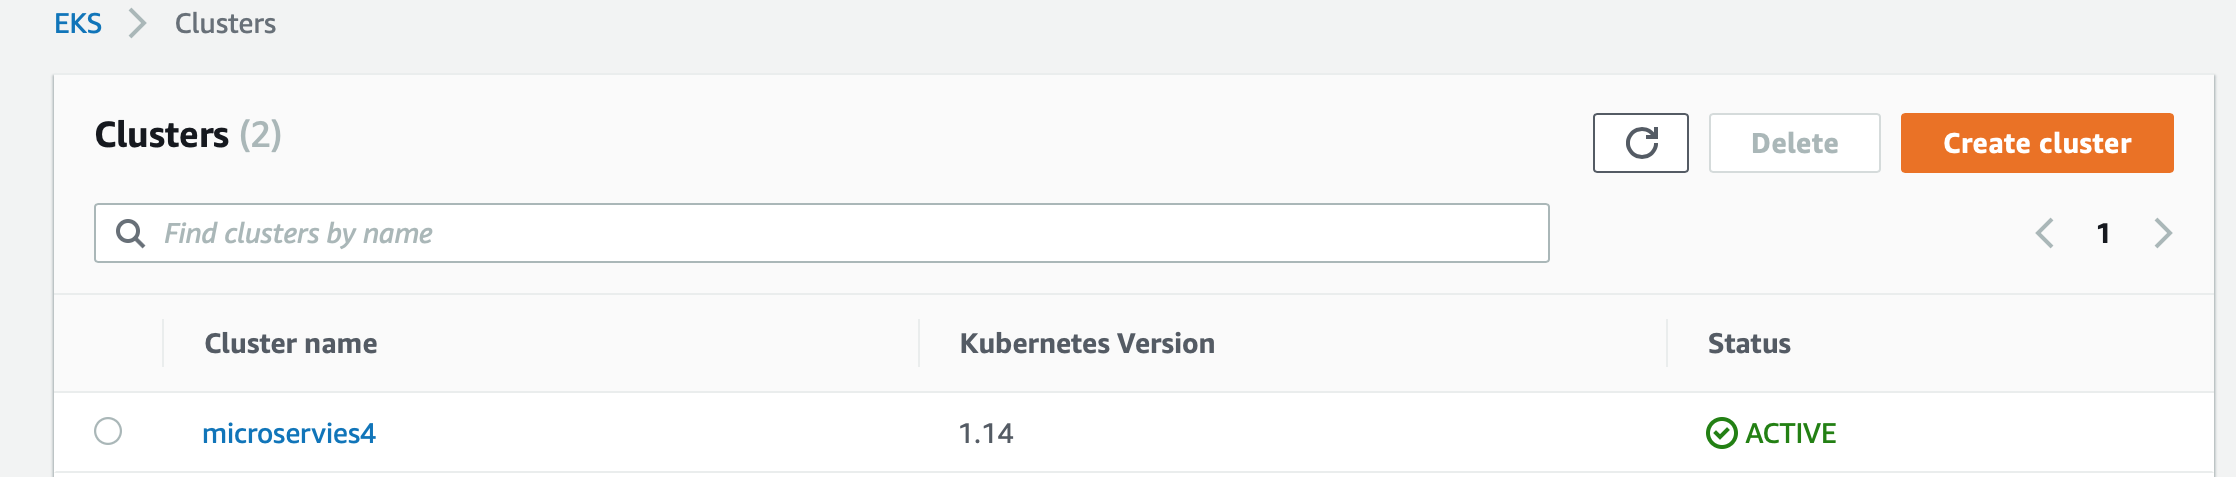 EKS > Clusters
Clusters (2)
Delete
Create cluster
Find clusters by name
1
Cluster name Kubernetes Version Status
microservies4 1.14 ACTIVE